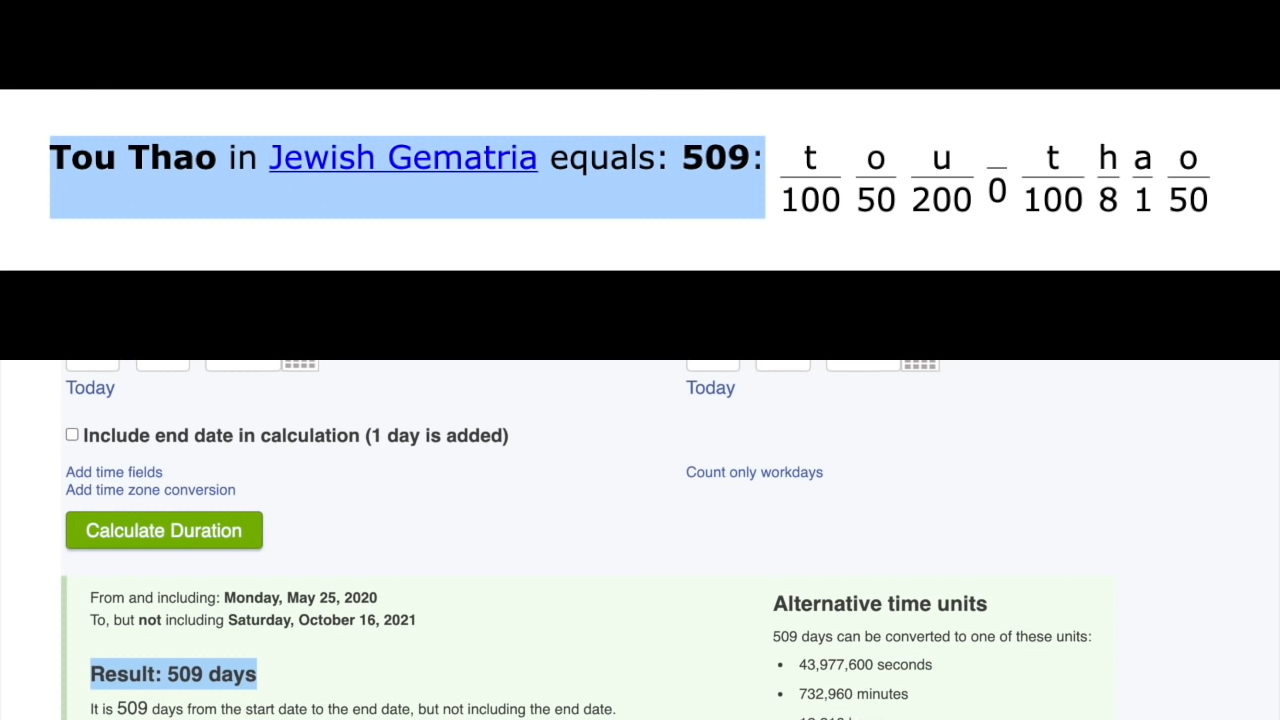 Tou Thao in Jewish Gematria equals: 509:
t o u _ t h a o
100 50 200 0 100 8 1 50
Today
Today
Include end date in calculation (1 day is added)
Add time fields
Count only workdays
Add time zone conversion
Calculate Duration
From and including: Monday, May 25, 2020
To, but not including Saturday, October 16, 2021
Result: 509 days
It is 509 days from the start date to the end date, but not including the end date.
Alternative time units
509 days can be converted to one of these units:
• 43,977,600 seconds
• 732,960 minutes